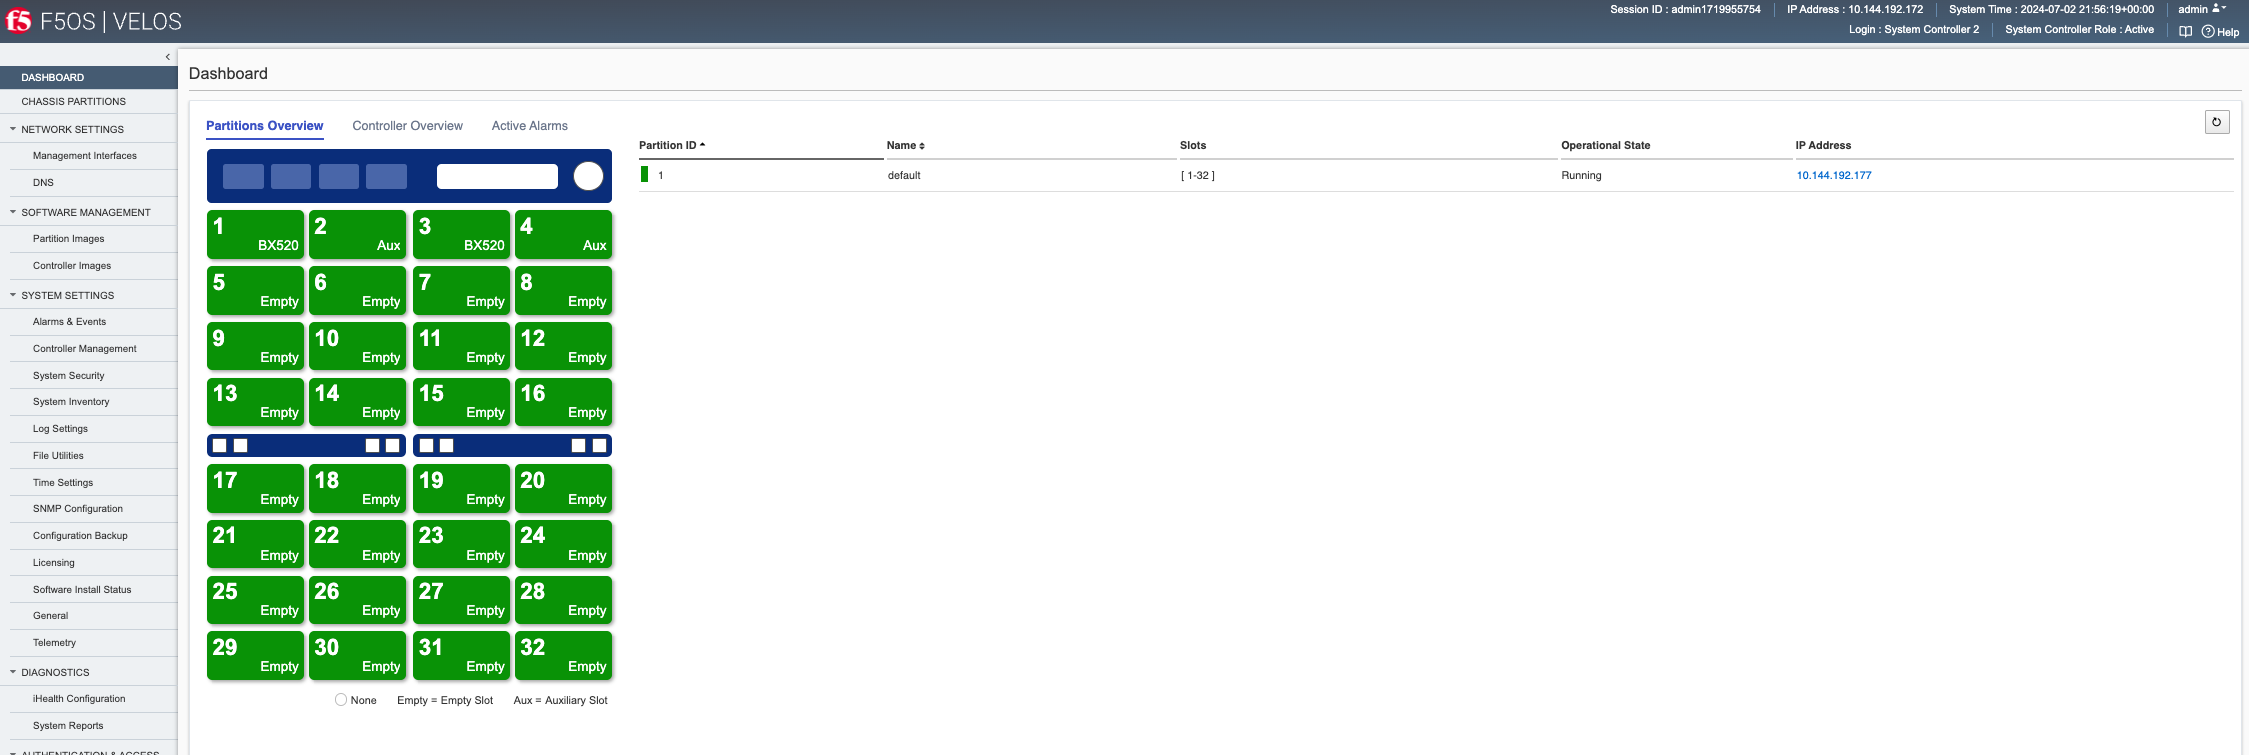 f5 F5OS | VELOS
Session ID : admin1719955754
IP Address : 10.144.192.172
System Time : 2024-07-02 21:56:19+00:00
admin
Login : System Controller 2
System Controller Role : Active
Help
DASHBOARD
CHASSIS PARTITIONS
NETWORK SETTINGS
Management Interfaces
DNS
SOFTWARE MANAGEMENT
Partition Images
Controller Images
SYSTEM SETTINGS
Alarms & Events
Controller Management
System Security
System Inventory
Log Settings
File Utilities
Time Settings
SNMP Configuration
Configuration Backup
Licensing
Software Install Status
General
Telemetry
DIAGNOSTICS
iHealth Configuration
System Reports
AUTHENTICATION & ACCESS
Dashboard
Partitions Overview
Controller Overview
Active Alarms
1 BX520
2 Aux
3 BX520
4 Aux
5 Empty
6 Empty
7 Empty
8 Empty
9 Empty
10 Empty
11 Empty
12 Empty
13 Empty
14 Empty
15 Empty
16 Empty
17 Empty
18 Empty
19 Empty
20 Empty
21 Empty
22 Empty
23 Empty
24 Empty
25 Empty
26 Empty
27 Empty
28 Empty
29 Empty
30 Empty
31 Empty
32 Empty
None
Empty = Empty Slot
Aux = Auxiliary Slot
Partition ID
Name
Slots
Operational State
IP Address
1
default
[ 1-32 ]
Running
10.144.192.177